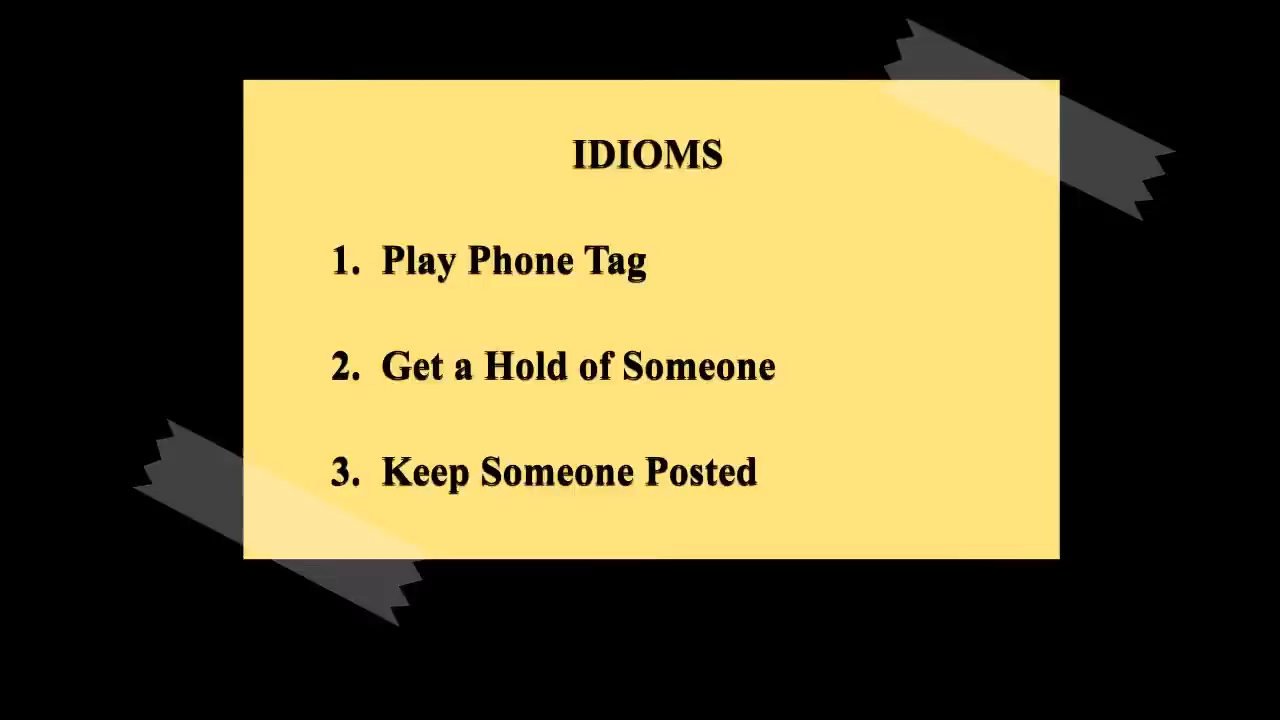 IDIOMS
1. Play Phone Tag
2. Get a Hold of Someone
3. Keep Someone Posted